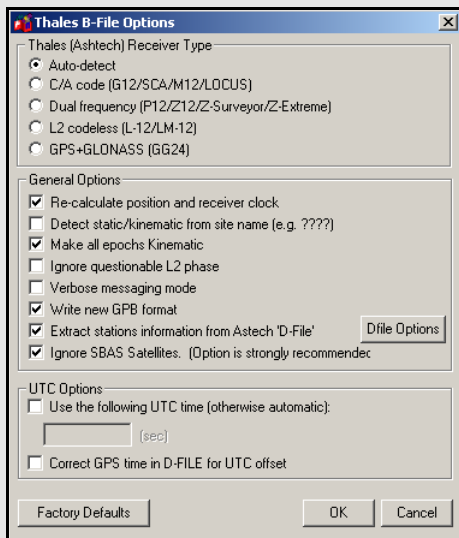 Thales B-File Options
Thales (Ashtech) Receiver Type
Auto-detect
C/A code (G12/SCA/M12/LOCUS)
Dual frequency (P12/Z12/Z-Surveyor/Z-Extreme)
L2 codeless (L-12/LM-12)
GPS+GLONASS (GG24)
General Options
Re-calculate position and receiver clock
Detect static/kinematic from site name (e.g. ????)
Make all epochs Kinematic
Ignore questionable L2 phase
Verbose messaging mode
Write new GPB format
Extract stations information from Astech 'D-File'
Dfile Options
Ignore SBAS Satellites. (Option is strongly recommended
UTC Options
Use the following UTC time (otherwise automatic):
(sec)
Correct GPS time in D-FILE for UTC offset
Factory Defaults
OK
Cancel